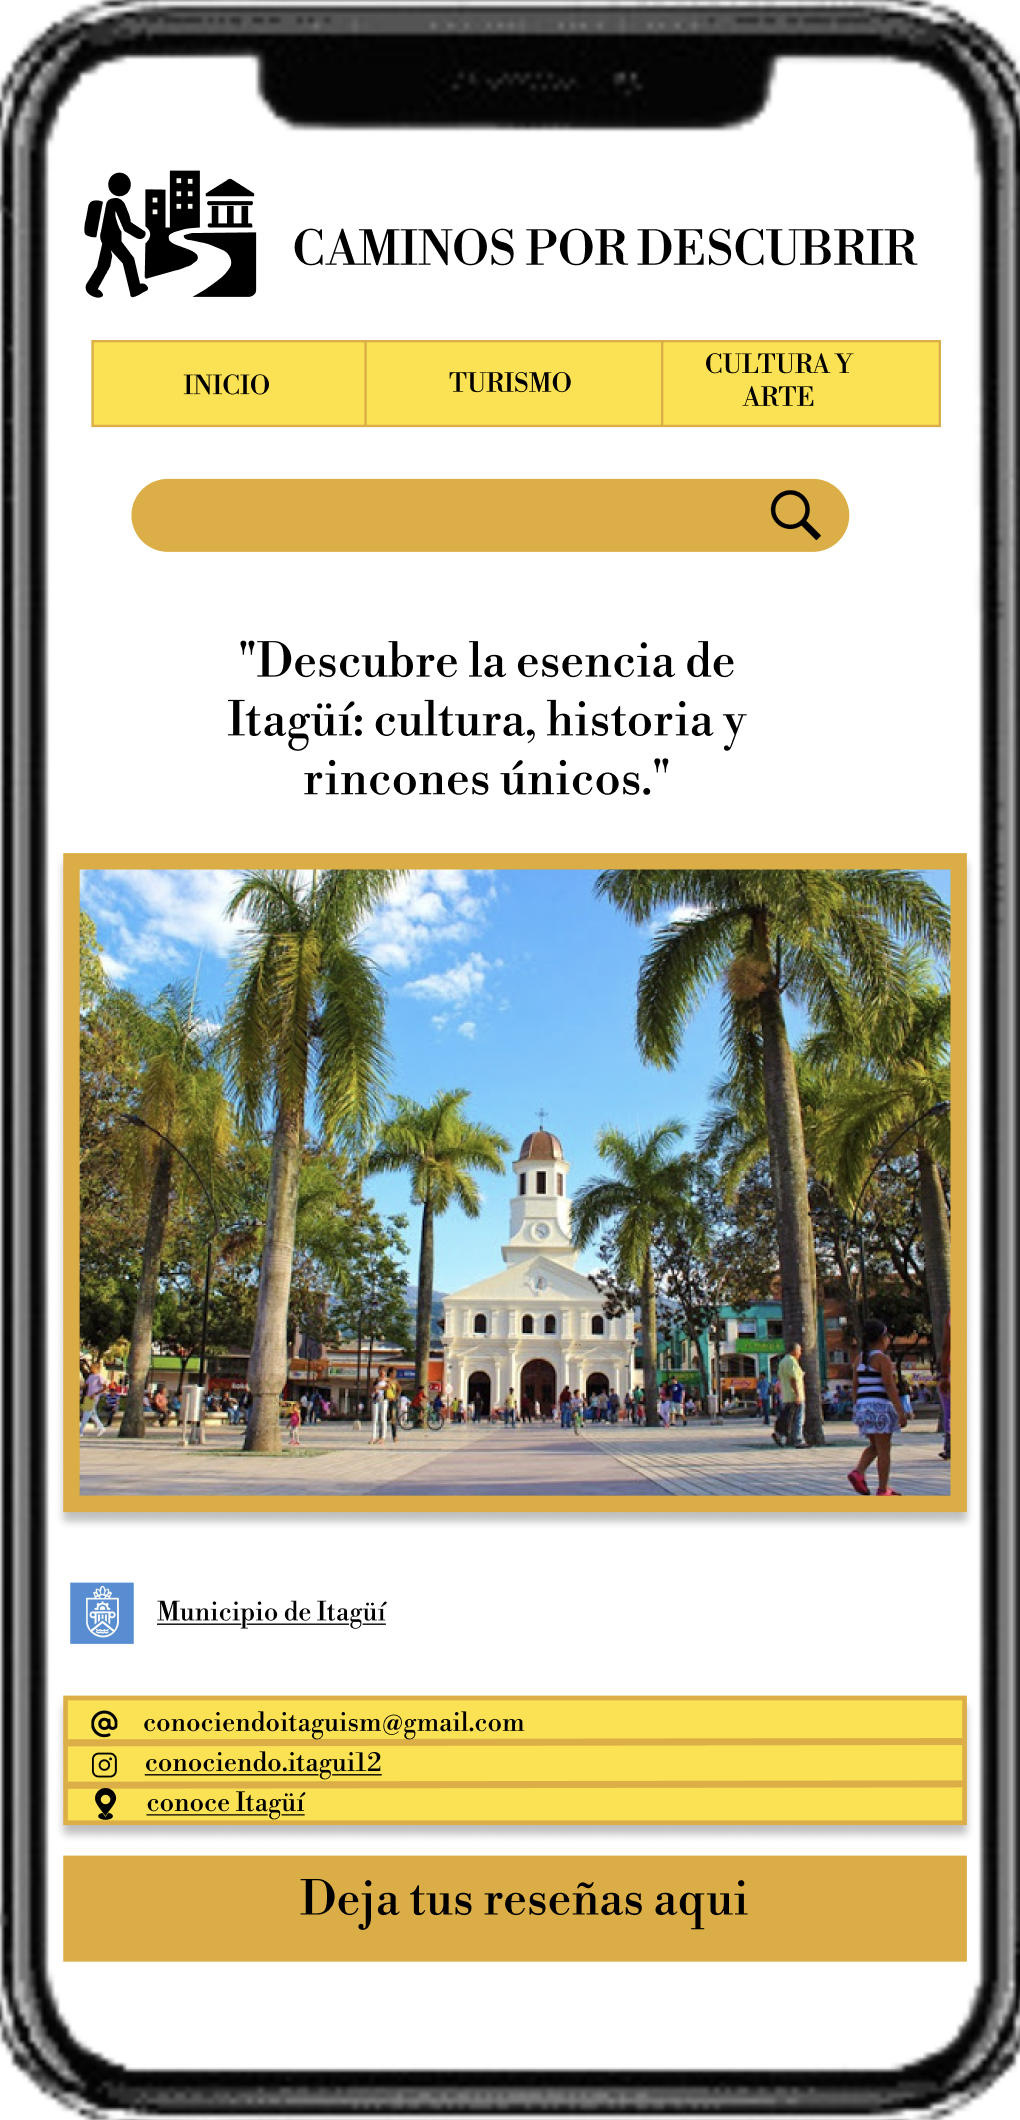 CAMINOS POR DESCUBRIR
INICIO
TURISMO
CULTURA Y
ARTE
"Descubre la esencia de
Itagüí: cultura, historia y
rincones únicos."
Municipio de Itagüí
conociendoitaguism@gmail.com
conociendo.itagui12
conoce Itagüí
Deja tus reseñas aqui